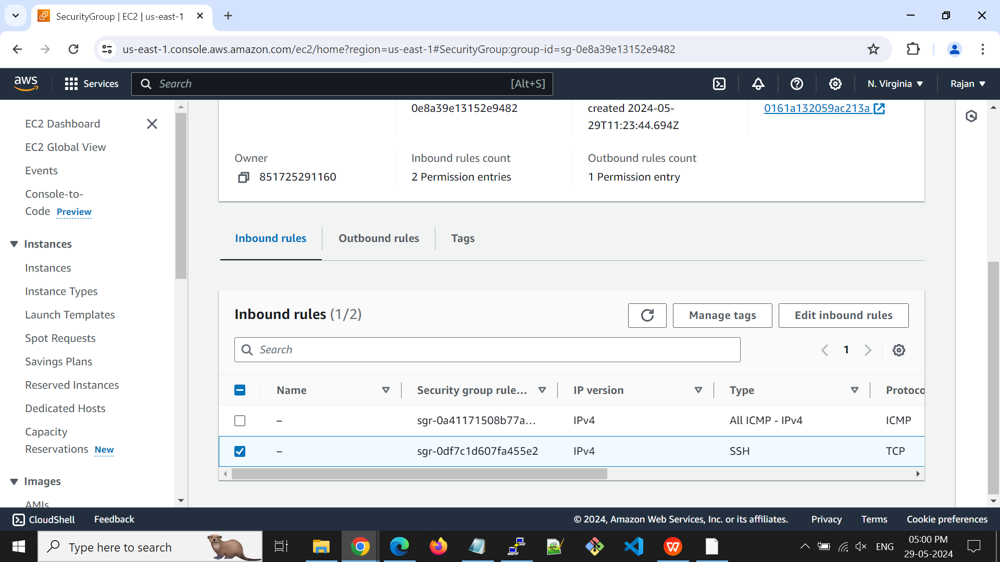 SecurityGroup | EC2 | us-east-1
us-east-1.console.aws.amazon.com/ec2/home?region=us-east-1#SecurityGroup:group-id=sg-0e8a39e13152e9482
aws
Services
Search
[Alt+S]
N. Virginia
Rajan
EC2 Dashboard
EC2 Global View
Events
Console-to-
Code Preview
Instances
Instances
Instance Types
Launch Templates
Spot Requests
Savings Plans
Reserved Instances
Dedicated Hosts
Capacity
Reservations New
Images
AMIs
0e8a39e13152e9482
created 2024-05-
29T11:23:44.694Z
0161a132059ac213a
Owner
851725291160
Inbound rules count
2 Permission entries
Outbound rules count
1 Permission entry
Inbound rules
Outbound rules
Tags
Inbound rules (1/2)
Manage tags
Edit inbound rules
Search
1
Name Security group rule... IP version Type Protoco
– sgr-0a41171508b77a... IPv4 All ICMP - IPv4 ICMP
– sgr-0df7c1d607fa455e2 IPv4 SSH TCP
CloudShell
Feedback
© 2024, Amazon Web Services, Inc. or its affiliates.
Privacy
Terms
Cookie preferences
Type here to search
ENG
05:00 PM
29-05-2024